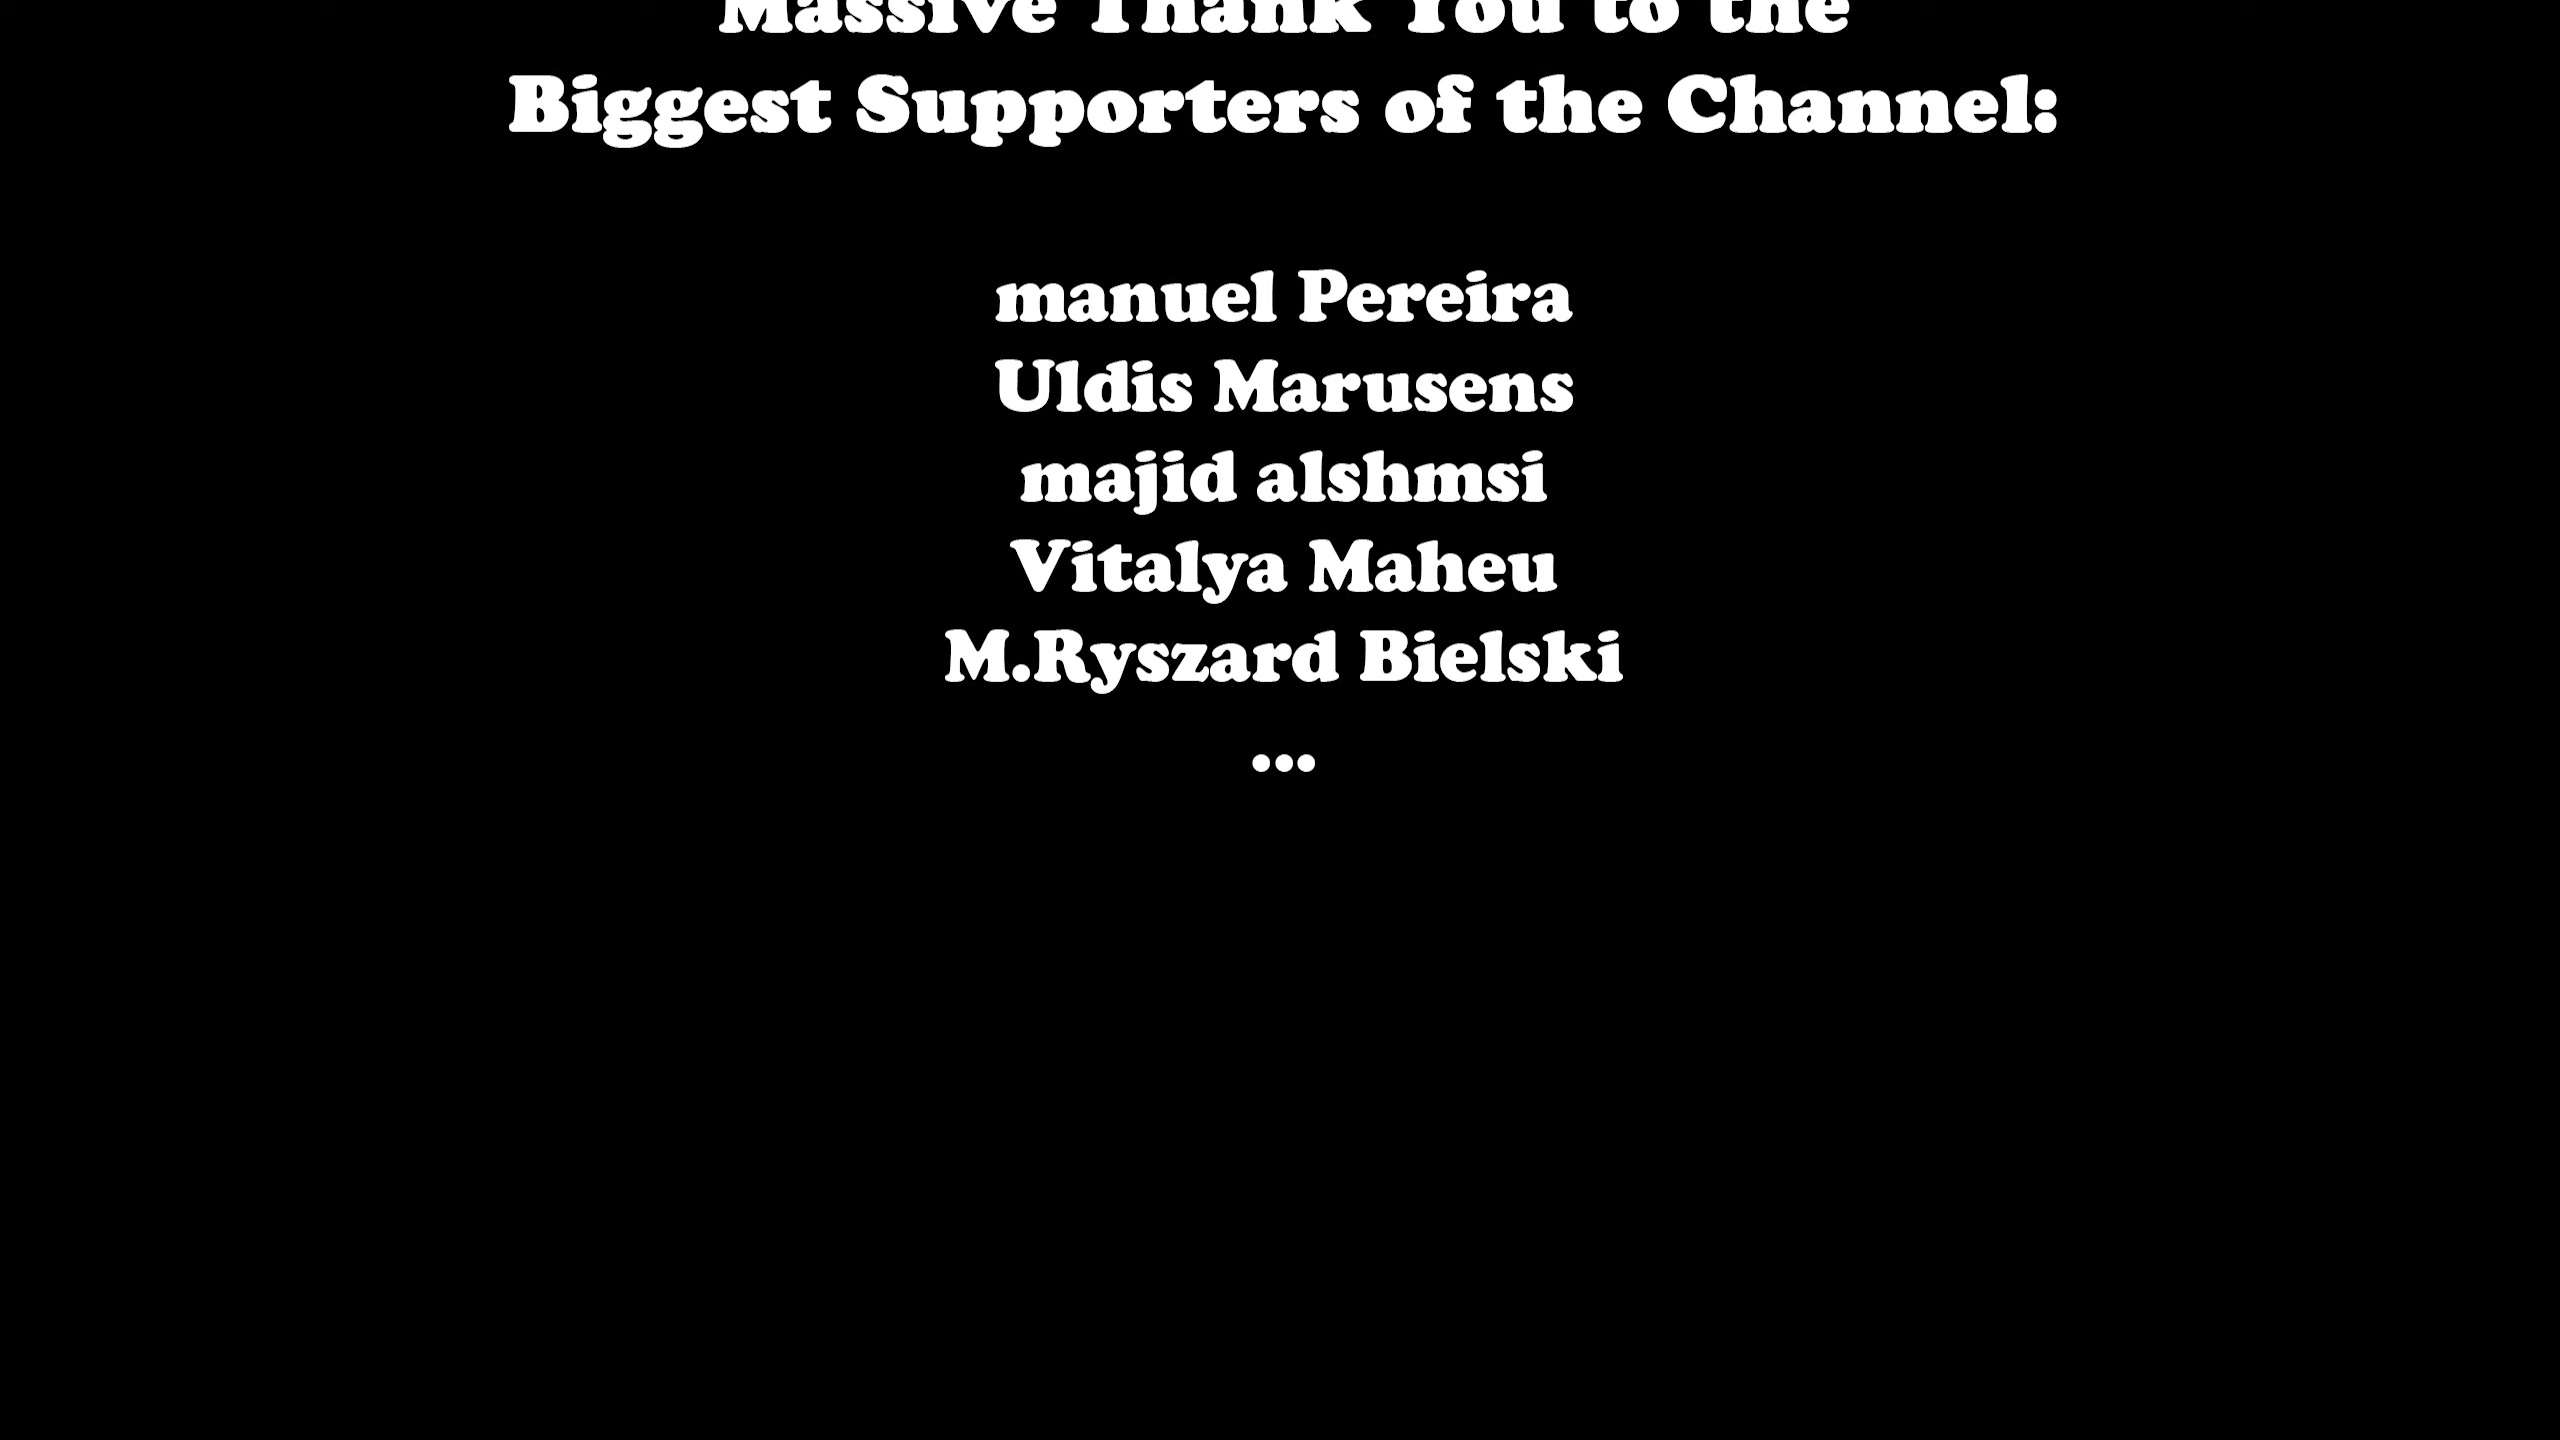 Massive Thank You to the
Biggest Supporters of the Channel:
manuel Pereira
Uldis Marusens
majid alshmsi
Vitalya Maheu
M.Ryszard Bielski
...